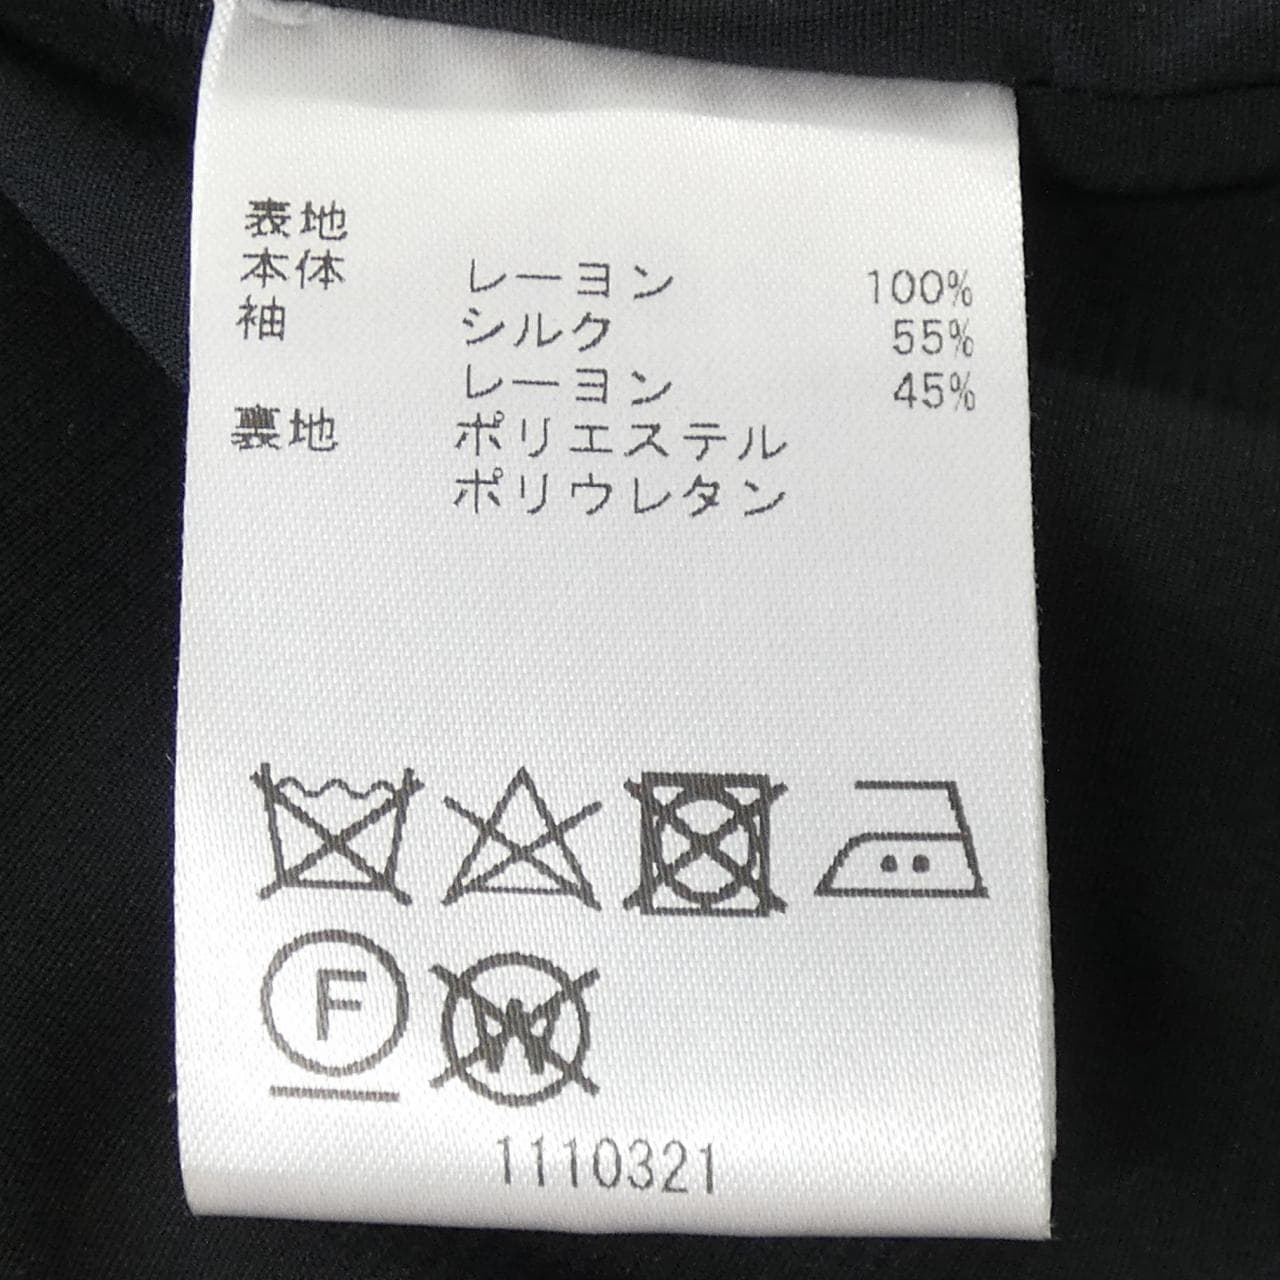 表地
本体 レーヨン 100%
袖 シルク 55%
レーヨン 45%
裏地 ポリエステル
ポリウレタン
F W
1110321